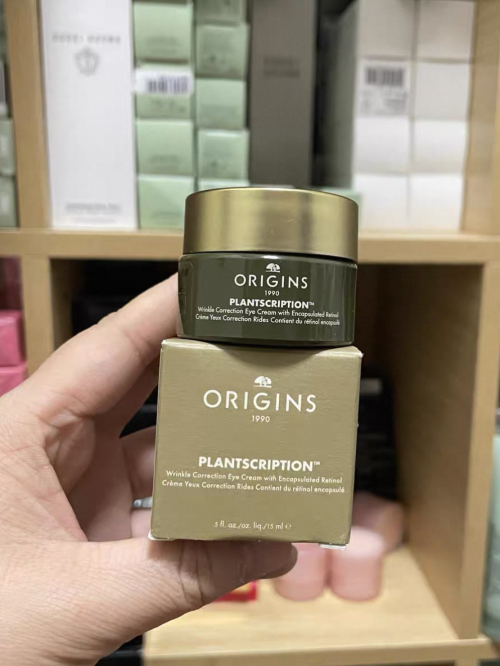 ORIGINS
1990
PLANTSCRIPTION™
Wrinkle Correction Eye Cream with Encapsulated Retinol
Crème Yeux Correction Rides Contient du rétinol encapsulé
ORIGINS
1990
PLANTSCRIPTION™
Wrinkle Correction Eye Cream with Encapsulated Retinol
Crème Yeux Correction Rides Contient du rétinol encapsulé
.5 fl. oz./oz. liq./15 ml ℮